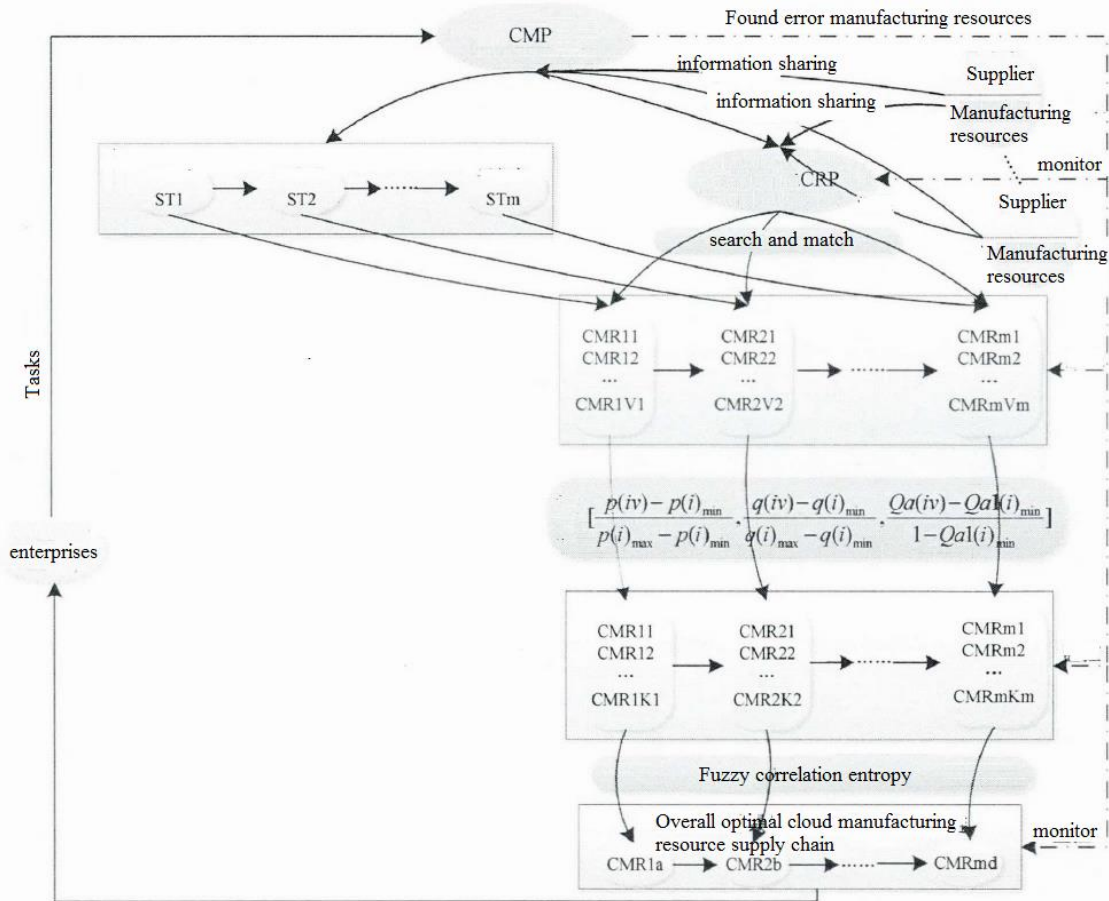 Found error manufacturing resources
CMP
information sharing
Supplier
information sharing
Manufacturing
resources
monitor
CRP
Supplier
ST1
ST2
......
STm
search and match
Manufacturing
resources
CMR11
CMR12
...
CMR1V1
CMR21
CMR22
...
CMR2V2
......
CMRm1
CMRm2
...
CMRmVm
Tasks
[p(iv)−p(i)min / p(i)max−p(i)min , q(iv)−q(i)min / q(i)max−q(i)min , Qa(iv)−Qa1(i)min / 1−Qa1(i)min]
enterprises
CMR11
CMR12
...
CMR1K1
CMR21
CMR22
...
CMR2K2
......
CMRm1
CMRm2
...
CMRmKm
Fuzzy correlation entropy
Overall optimal cloud manufacturing
resource supply chain
monitor
CMR1a
CMR2b
......
CMRmd